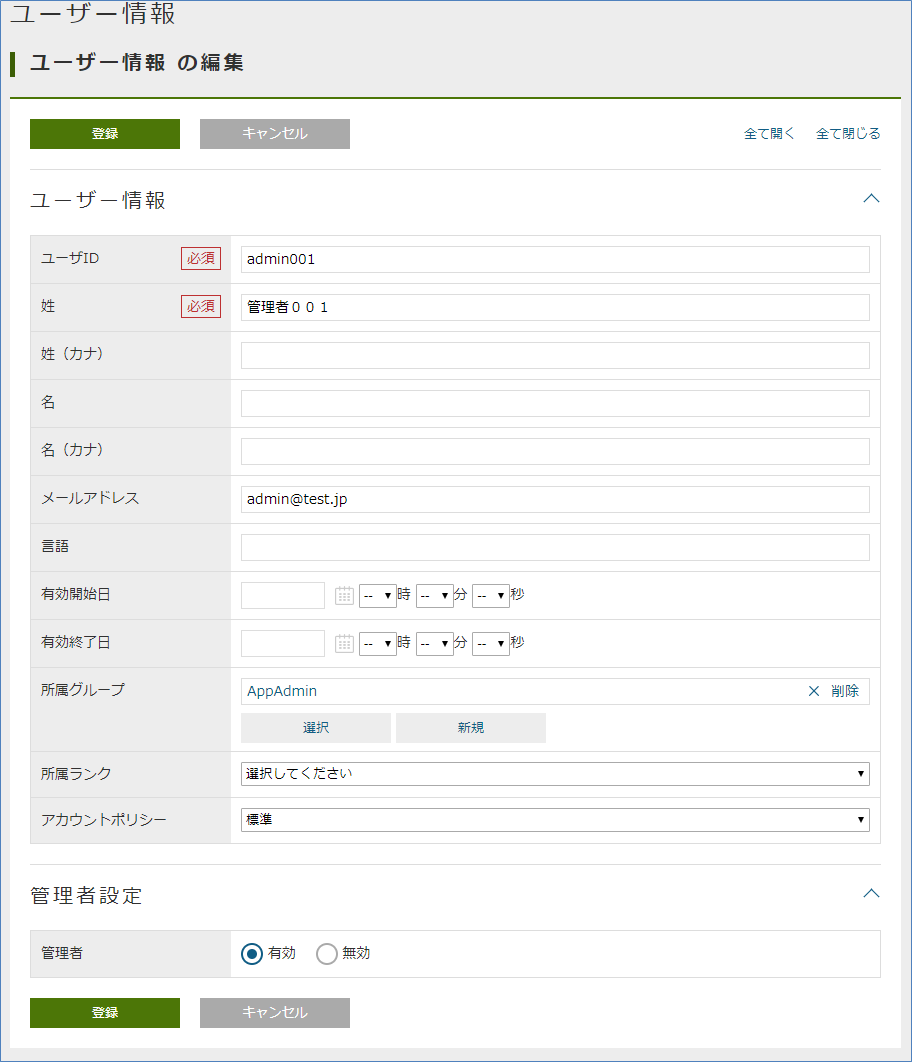 ユーザー情報
ユーザー情報 の編集
登録 キャンセル 全て開く 全て閉じる
ユーザー情報
ユーザID 必須 admin001
姓 必須 管理者００１
姓（カナ）
名
名（カナ）
メールアドレス admin@test.jp
言語
有効開始日 -- 時 -- 分 -- 秒
有効終了日 -- 時 -- 分 -- 秒
所属グループ AppAdmin × 削除
選択 新規
所属ランク 選択してください
アカウントポリシー 標準
管理者設定
管理者 有効 無効
登録 キャンセル